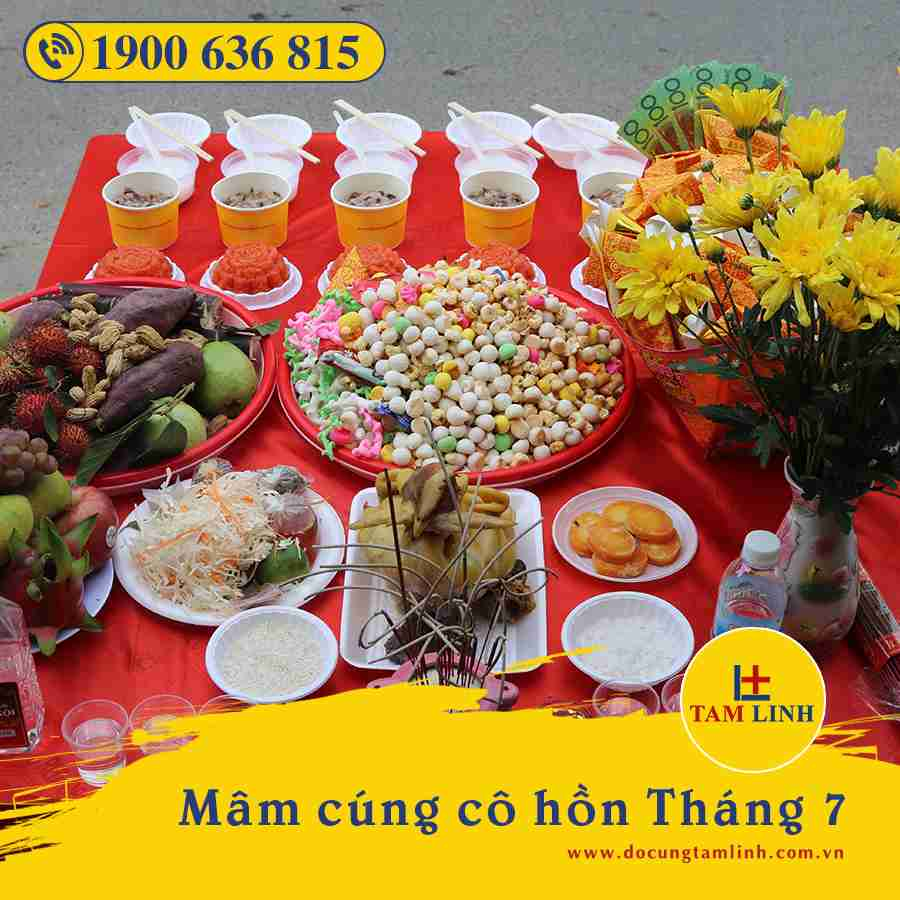 1900 636 815
TAM LINH
Mâm cúng cô hồn Tháng 7
www.docungtamlinh.com.vn